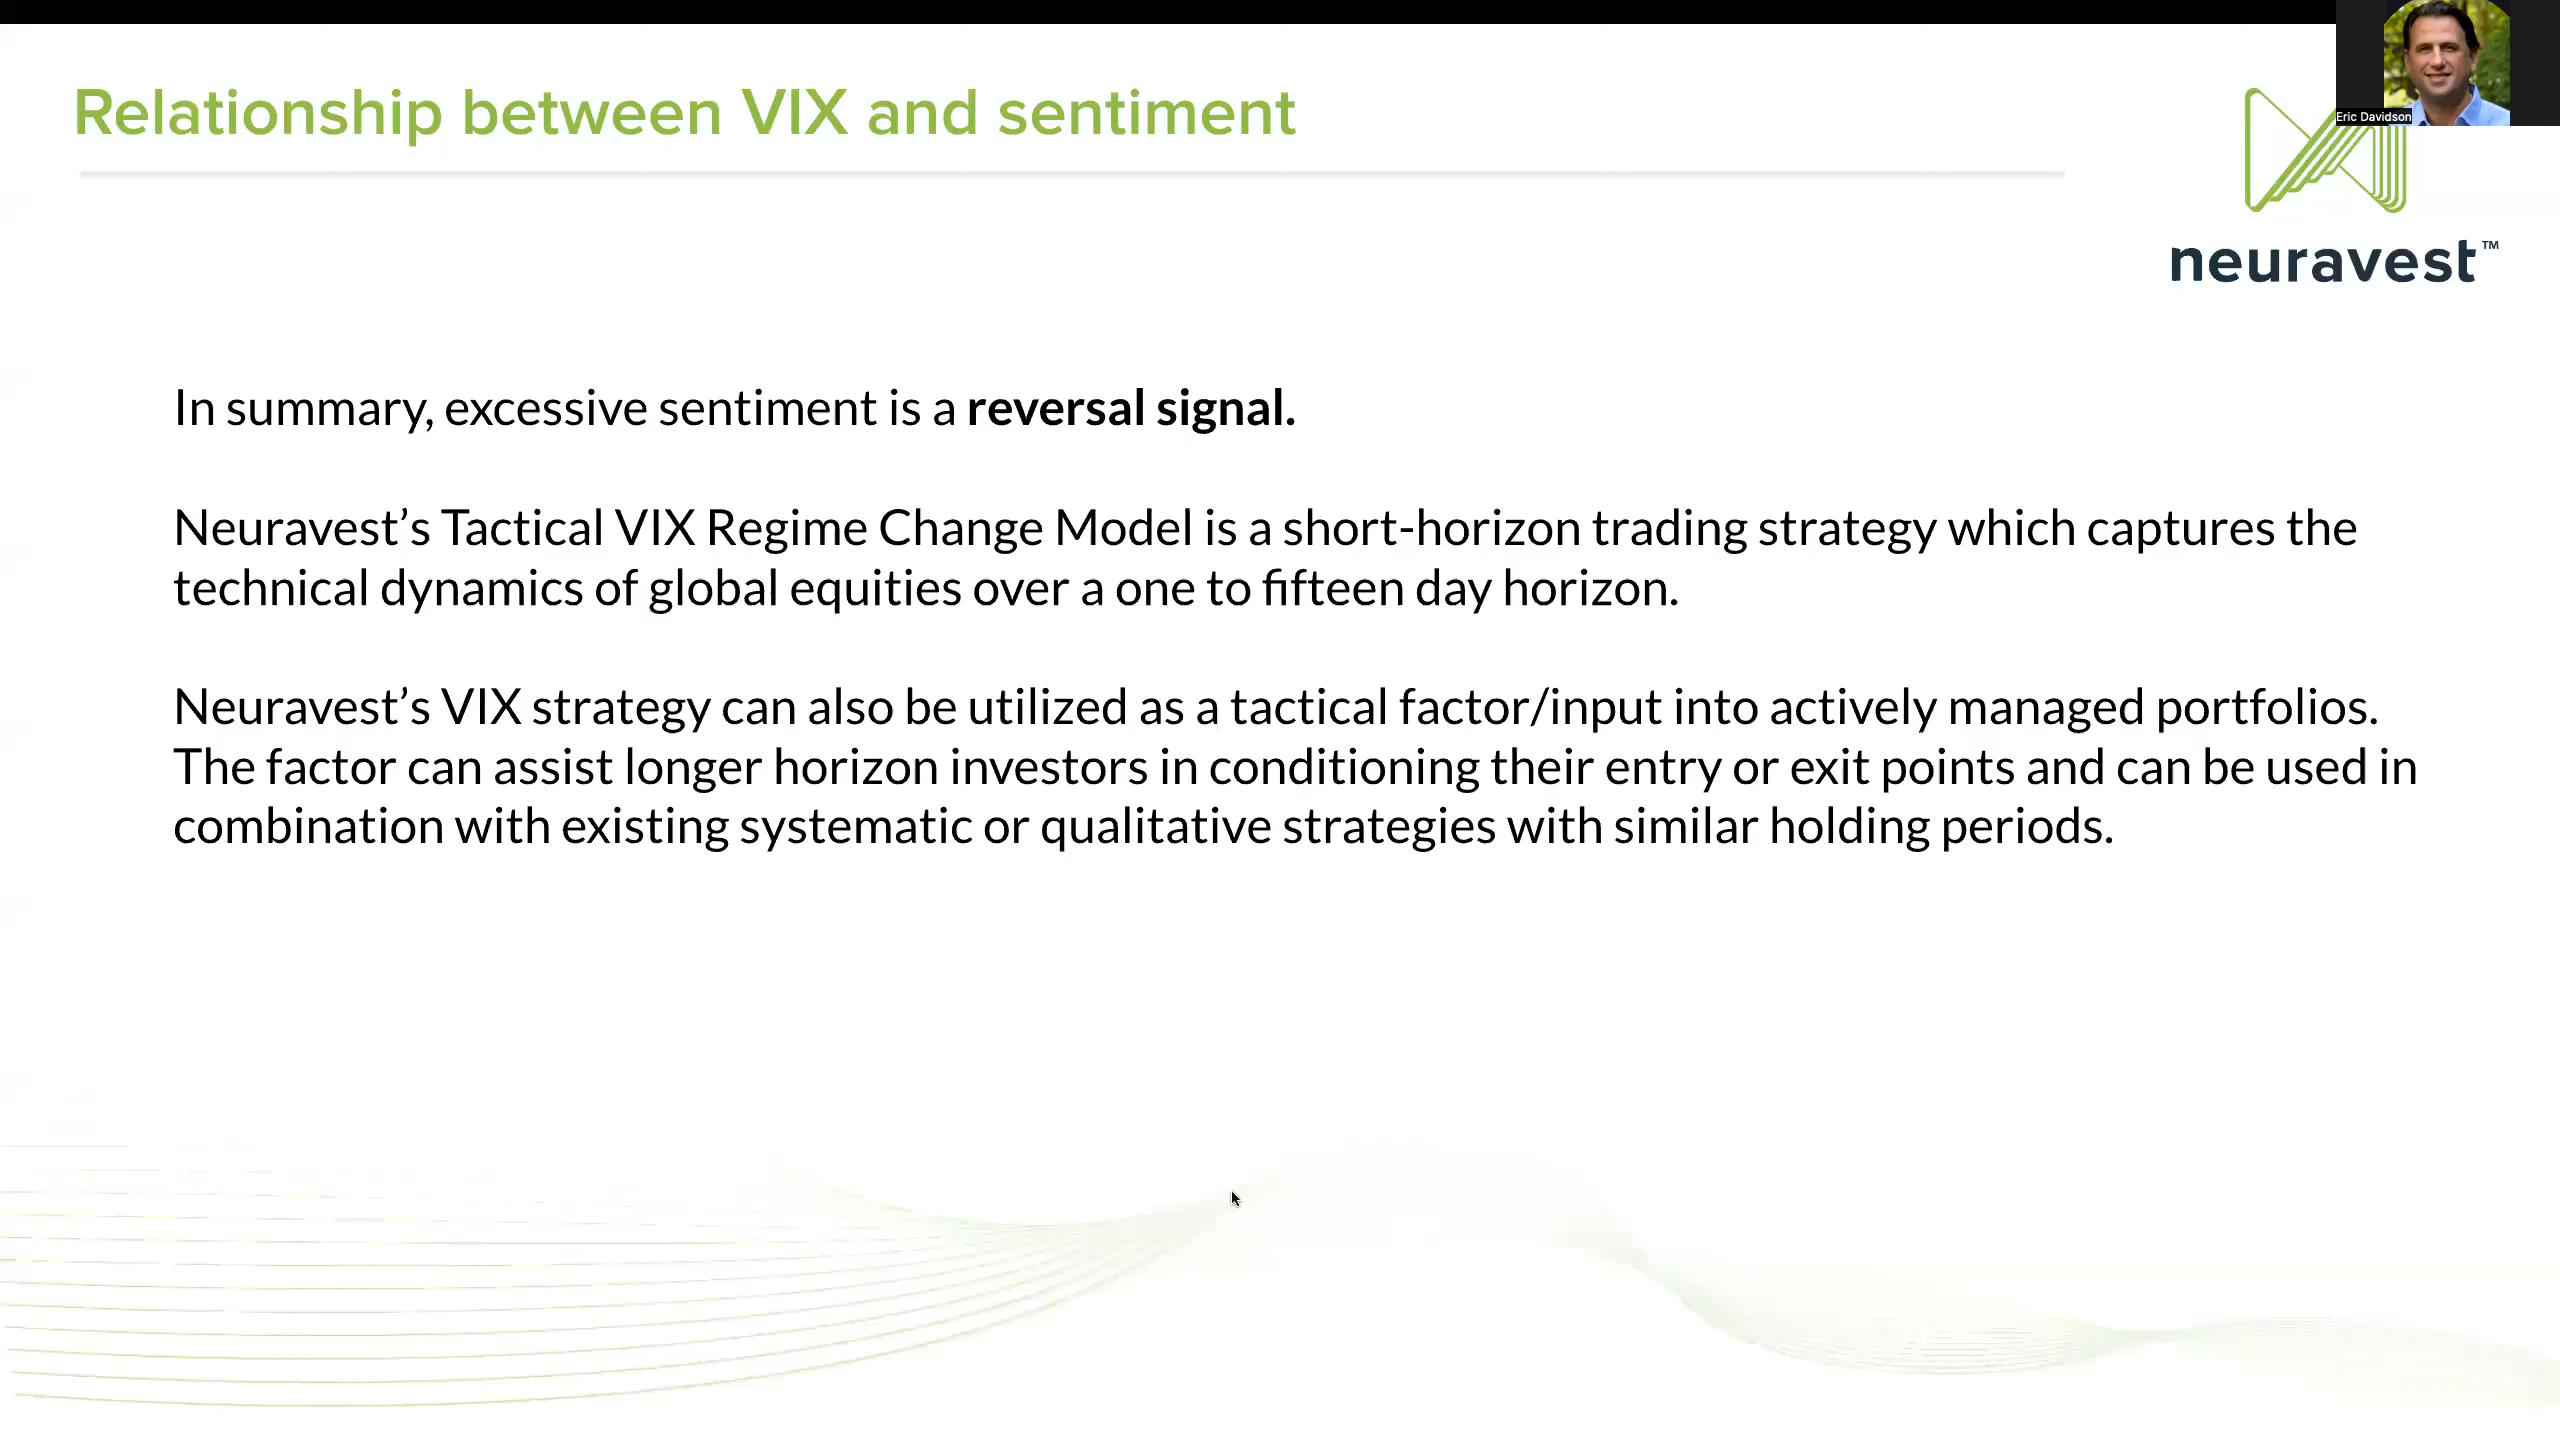 Eric Davidson
Relationship between VIX and sentiment
neuravest™
In summary, excessive sentiment is a reversal signal.
Neuravest’s Tactical VIX Regime Change Model is a short-horizon trading strategy which captures the
technical dynamics of global equities over a one to fifteen day horizon.
Neuravest’s VIX strategy can also be utilized as a tactical factor/input into actively managed portfolios.
The factor can assist longer horizon investors in conditioning their entry or exit points and can be used in
combination with existing systematic or qualitative strategies with similar holding periods.